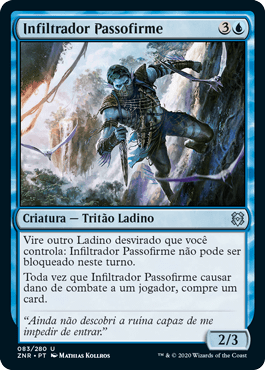 Infiltrador Passofirme 3
Criatura — Tritão Ladino
Vire outro Ladino desvirado que você
controla: Infiltrador Passofirme não pode ser
bloqueado neste turno.
Toda vez que Infiltrador Passofirme causar
dano de combate a um jogador, compre um
card.
“Ainda não descobri a ruína capaz de me
impedir de entrar.”
2/3
083/280 U
ZNR • PT Mathias Kollros
™ & © 2020 Wizards of the Coast